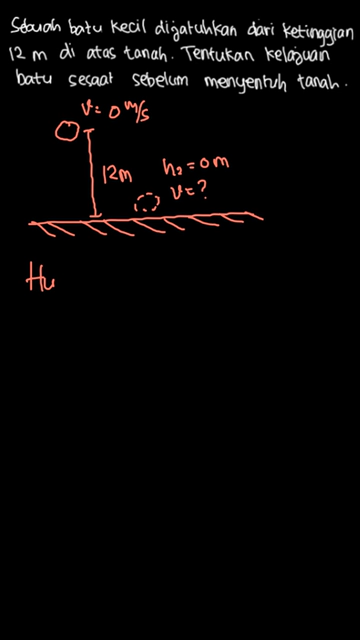 Sebuah batu kecil dijatuhkan dari ketinggian
12 m di atas tanah. Tentukan kelajuan
batu sesaat sebelum menyentuh tanah.
v = 0 m/s
12m
h₂ = 0 m
v = ?
Hu